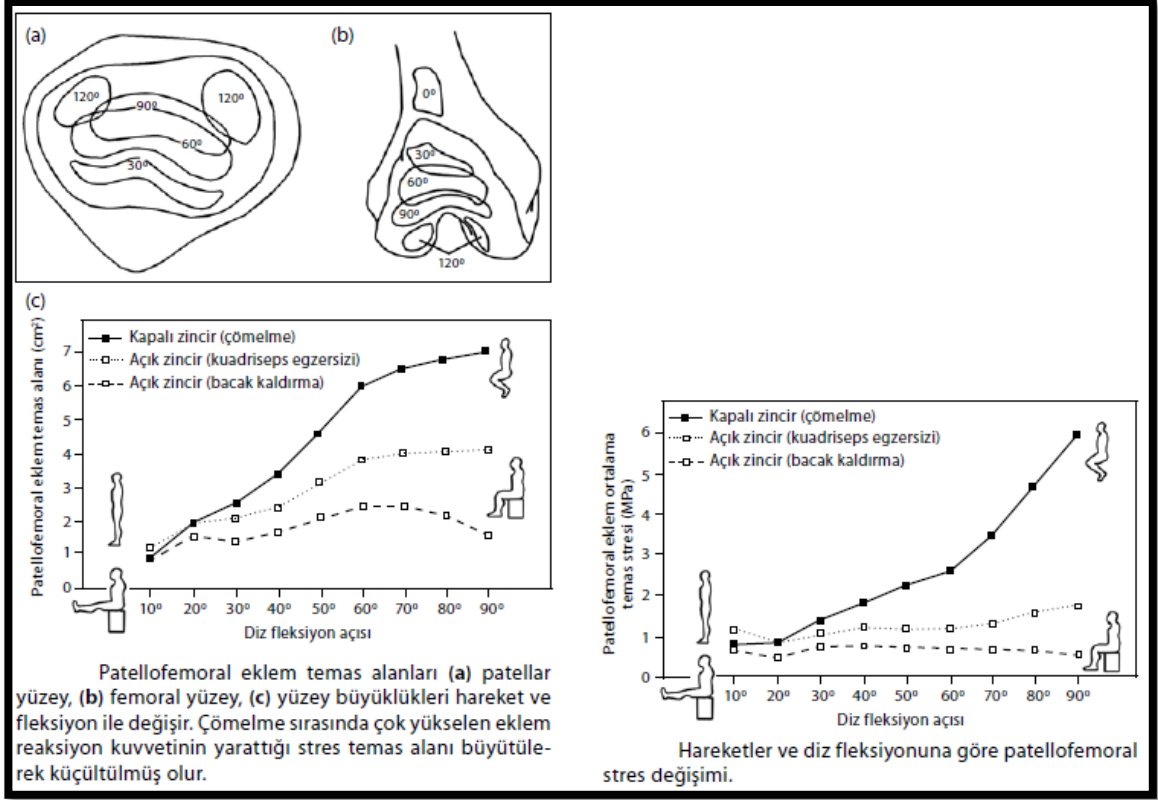 (a)
120º
90º
120º
60º
30º
(b)
0º
30º
60º
90º
120º
(c)
Patellofemoral eklemtemas alanı (cm²)
Kapalı zincir (çömelme)
Açık zincir (kuadriseps egzersizi)
Açık zincir (bacak kaldırma)
7
6
5
4
3
2
1
0
10º 20º 30º 40º 50º 60º 70º 80º 90º
Diz fleksiyon açısı
Patellofemoral eklem temas alanları (a) patellar
yüzey, (b) femoral yüzey, (c) yüzey büyüklükleri hareket ve
fleksiyon ile değişir. Çömelme sırasında çok yükselen eklem
reaksiyon kuvvetinin yarattığı stres temas alanı büyütüle-
rek küçültülmüş olur.
Patellofemoral eklem ortalama
temas stresi (MPa)
Kapalı zincir (çömelme)
Açık zincir (kuadriseps egzersizi)
Açık zincir (bacak kaldırma)
6
5
4
3
2
1
0
10º 20º 30º 40º 50º 60º 70º 80º 90º
Diz fleksiyon açısı
Hareketler ve diz fleksiyonuna göre patellofemoral
stres değişimi.